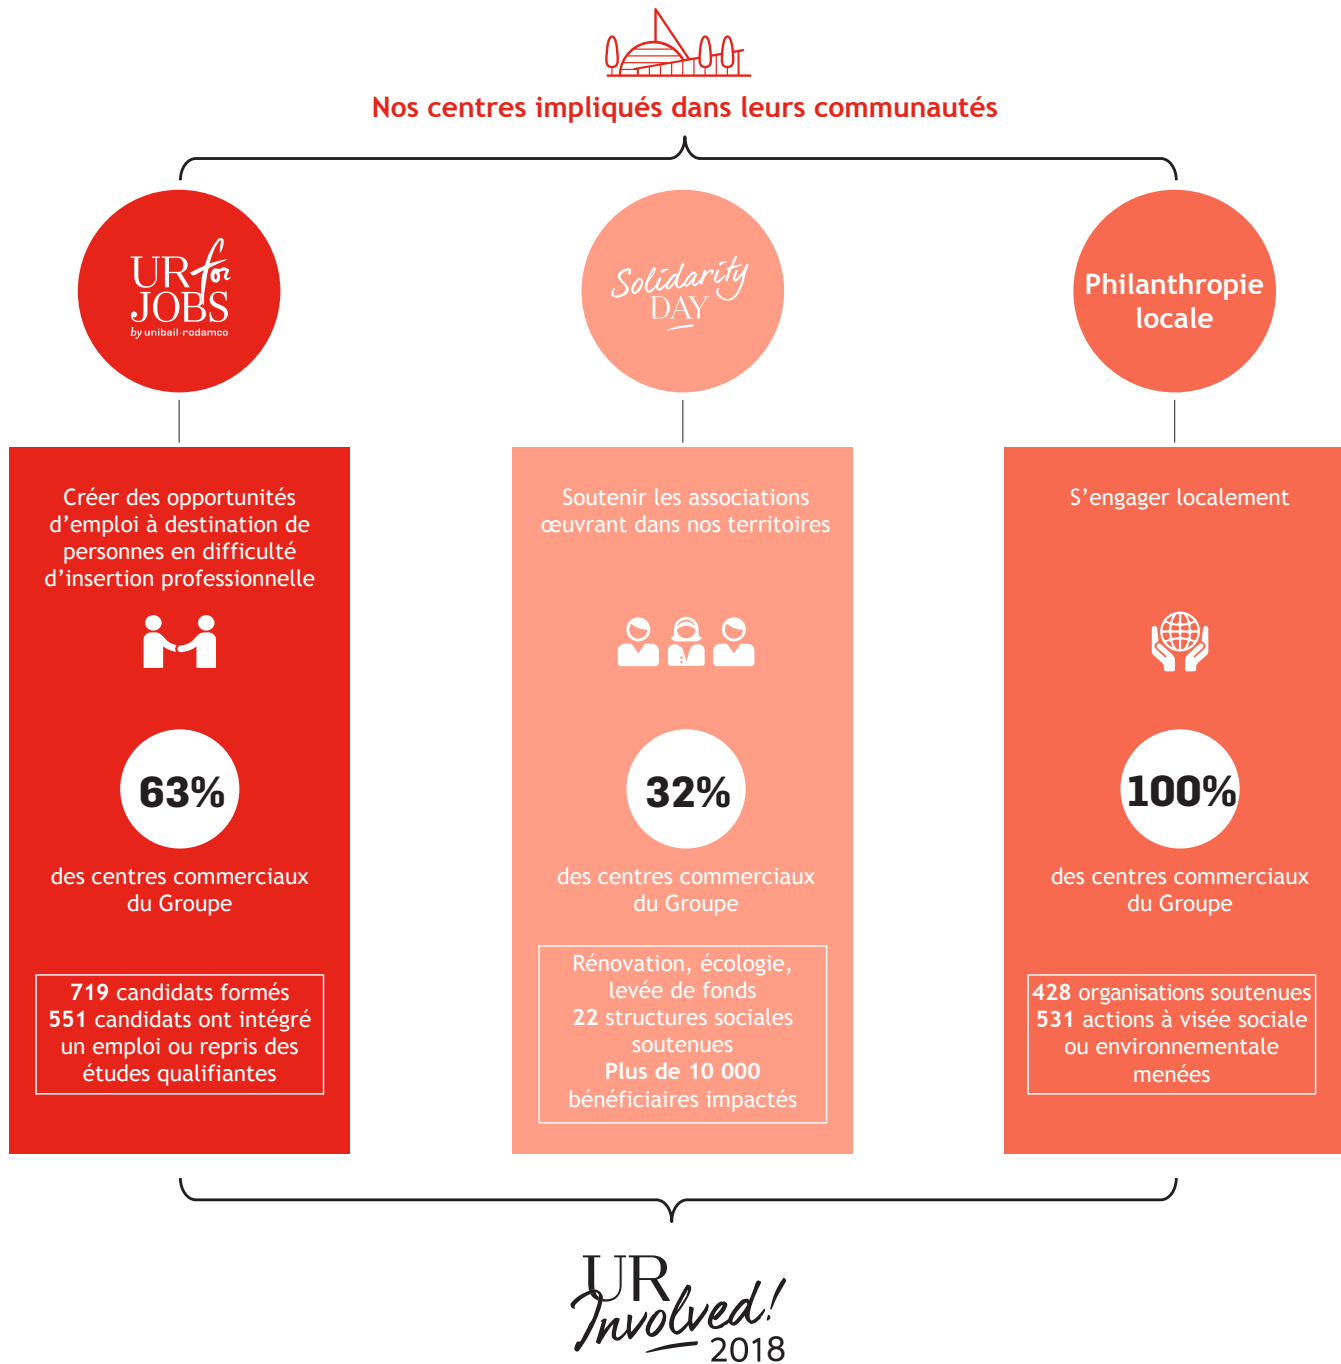 Nos centres impliqués dans leurs communautés
UR for
JOBS
by unibail-rodamco
Créer des opportunités
d’emploi à destination de
personnes en difficulté
d’insertion professionnelle
63%
des centres commerciaux
du Groupe
719 candidats formés
551 candidats ont intégré
un emploi ou repris des
études qualifiantes
Solidarity
DAY
Soutenir les associations
œuvrant dans nos territoires
32%
des centres commerciaux
du Groupe
Rénovation, écologie,
levée de fonds
22 structures sociales
soutenues
Plus de 10 000
bénéficiaires impactés
Philanthropie
locale
S’engager localement
100%
des centres commerciaux
du Groupe
428 organisations soutenues
531 actions à visée sociale
ou environnementale
menées
UR
Involved!
2018